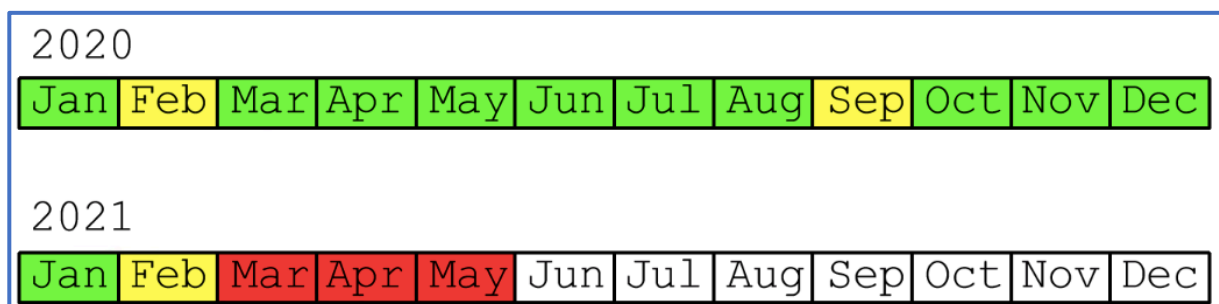 2020
Jan Feb Mar Apr May Jun Jul Aug Sep Oct Nov Dec
2021
Jan Feb Mar Apr May Jun Jul Aug Sep Oct Nov Dec